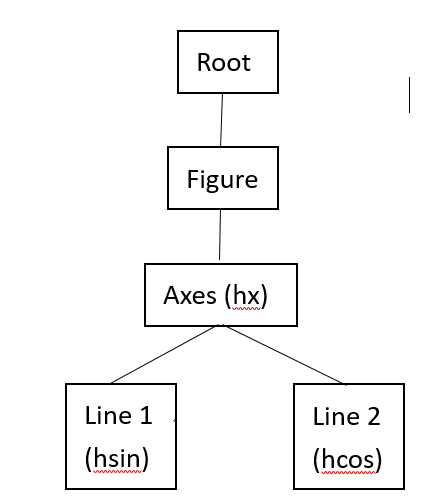 Root
Figure
Axes (hx)
Line 1
(hsin)
Line 2
(hcos)